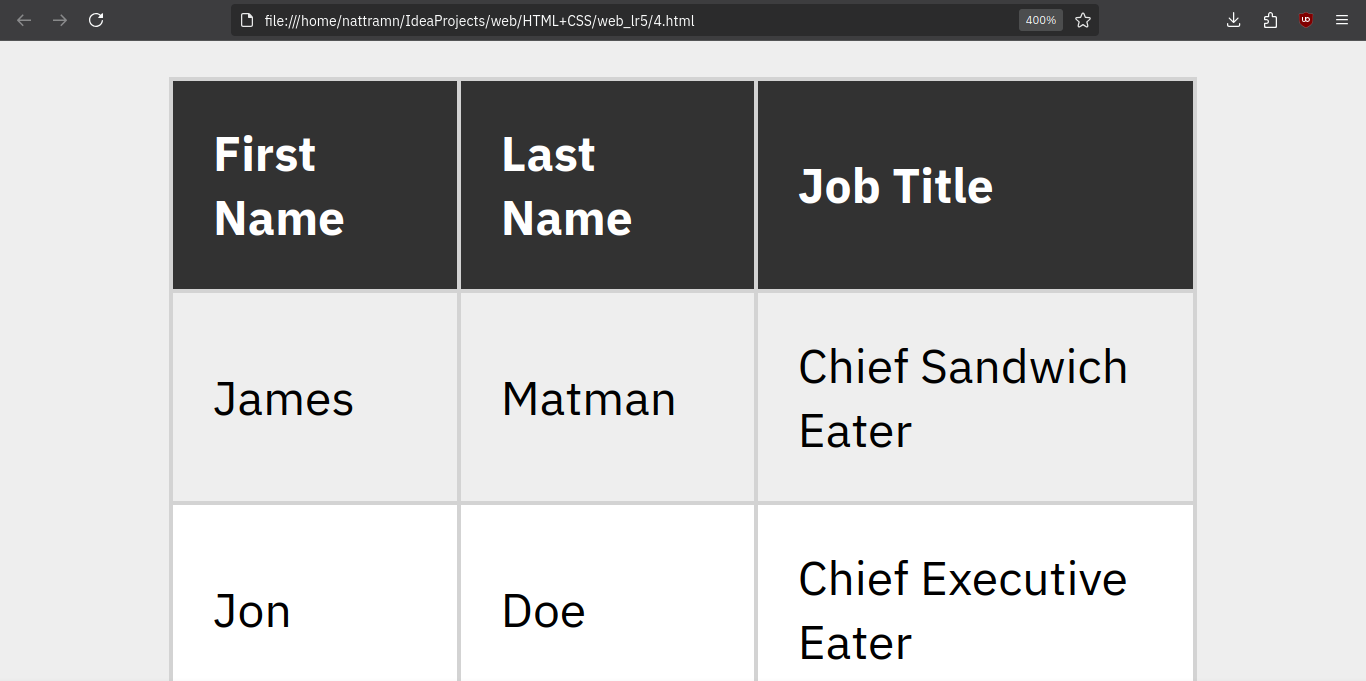 file:///home/nattramn/IdeaProjects/web/HTML+CSS/web_lr5/4.html
400%
UO
First
Name
Last
Name
Job Title
James
Matman
Chief Sandwich
Eater
Jon
Doe
Chief Executive
Eater